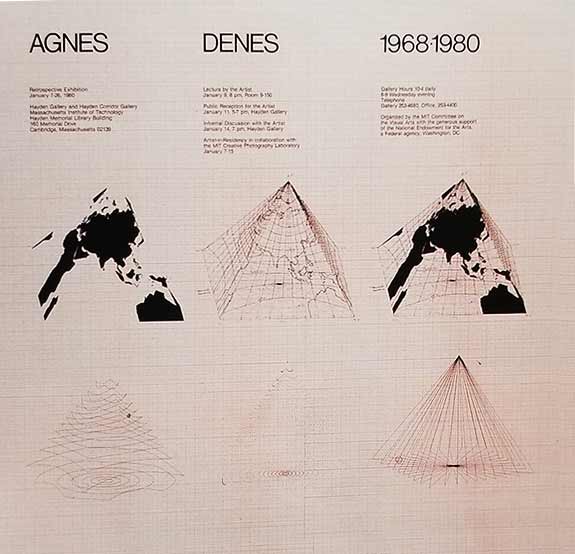 AGNES
DENES
1968-1980
Retrospective Exhibition
January 7-26, 1980
Hayden Gallery and Hayden Corridor Gallery
Massachusetts Institute of Technology
Hayden Memorial Library Building
160 Memorial Drive
Cambridge, Massachusetts 02139
Lecture by the Artist
January 9, 8 pm, Room 9-150
Public Reception for the Artist
January 11, 5-7 pm, Hayden Gallery
Informal Discussion with the Artist
January 14, 7 pm, Hayden Gallery
Artist-in-Residency in collaboration with
the MIT Creative Photography Laboratory
January 7-15
Gallery Hours 10-4 daily
6-9 Wednesday evening
Telephone
Gallery 253-4680, Office, 253-4400
Organized by the MIT Committee on
the Visual Arts with the generous support
of the National Endowment for the Arts,
a Federal agency, Washington, DC